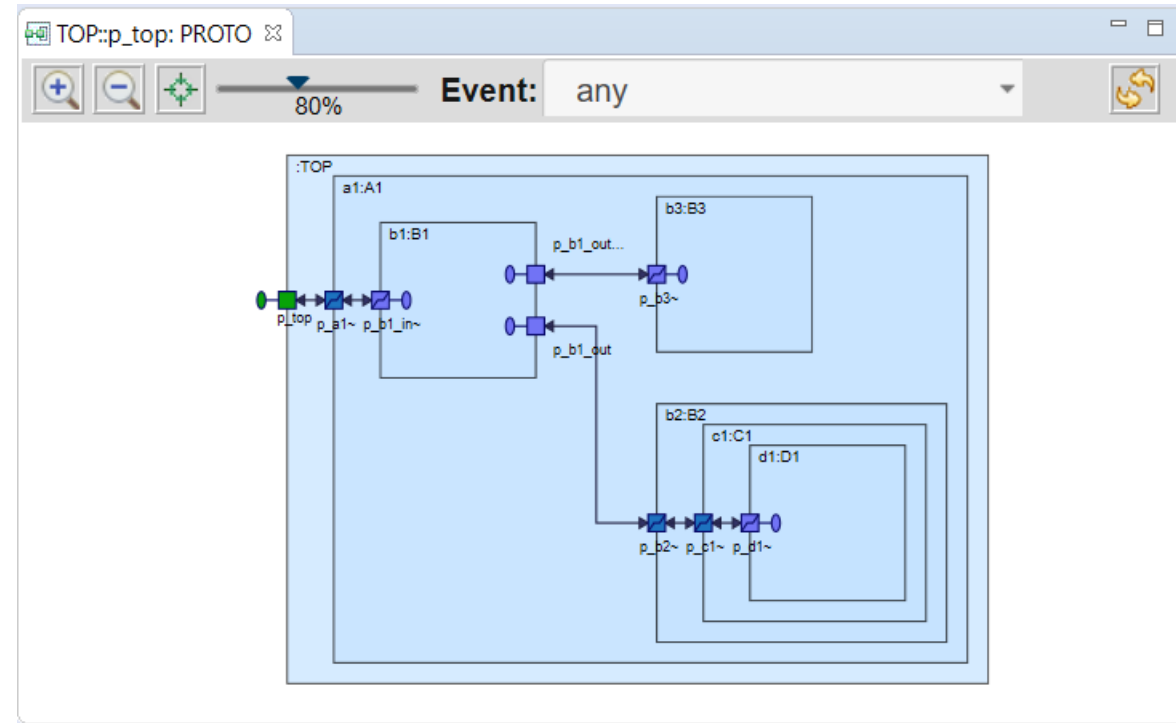 TOP::p_top: PROTO
80%
Event: any
:TOP
a1:A1
b1:B1
b3:B3
p_b1_out...
p_b3~
p_top
p_a1~
p_b1_in~
p_b1_out
b2:B2
c1:C1
d1:D1
p_b2~
p_c1~
p_d1~